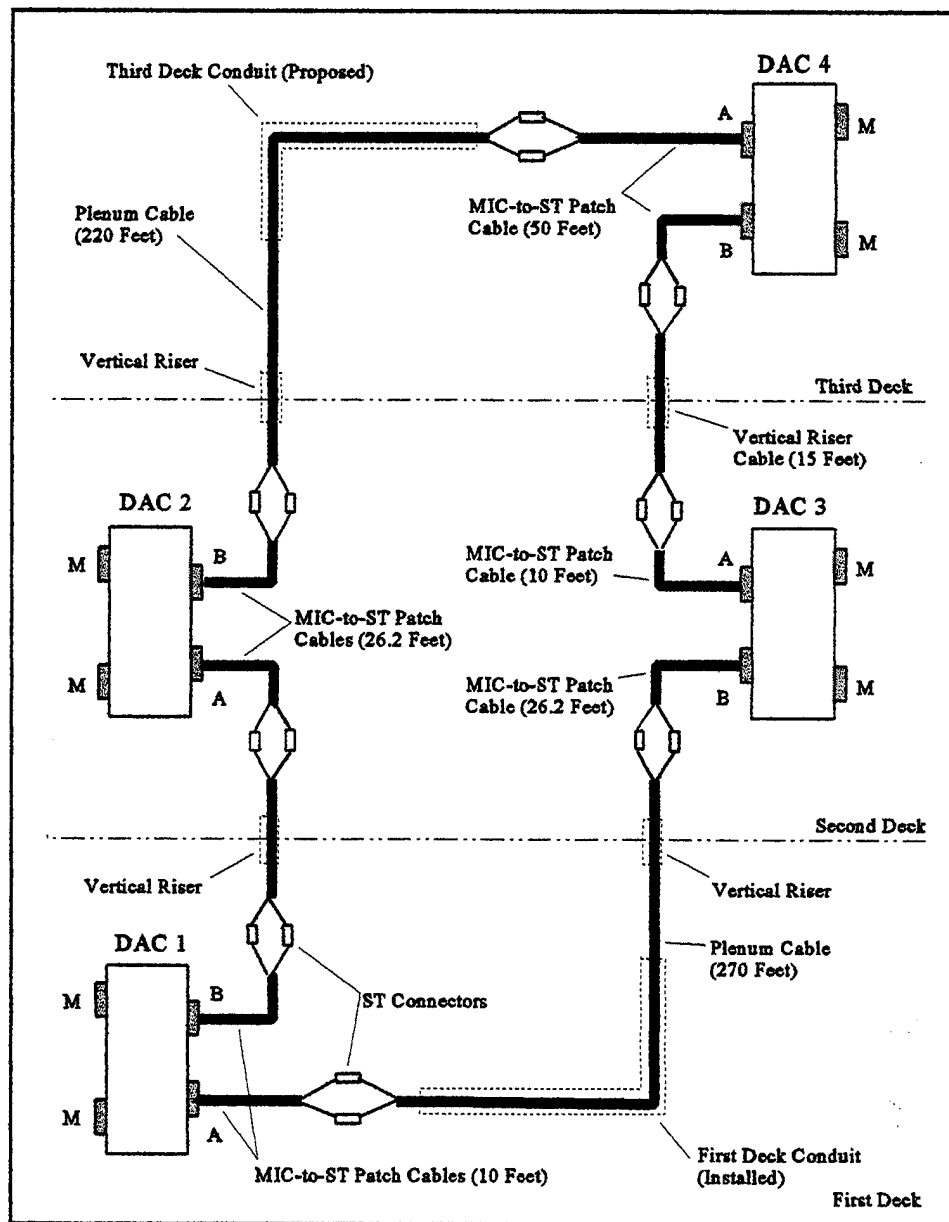 Third Deck Conduit (Proposed)
DAC 4
A
M
Plenum Cable
(220 Feet)
MIC-to-ST Patch
Cable (50 Feet)
B
M
Vertical Riser
Third Deck
Vertical Riser
Cable (15 Feet)
DAC 2
DAC 3
M
B
MIC-to-ST Patch
Cable (10 Feet)
A
M
MIC-to-ST Patch
Cables (26.2 Feet)
M
A
MIC-to-ST Patch
Cable (26.2 Feet)
B
M
Second Deck
Vertical Riser
Vertical Riser
DAC 1
Plenum Cable
(270 Feet)
M
B
ST Connectors
M
A
MIC-to-ST Patch Cables (10 Feet)
First Deck Conduit
(Installed)
First Deck